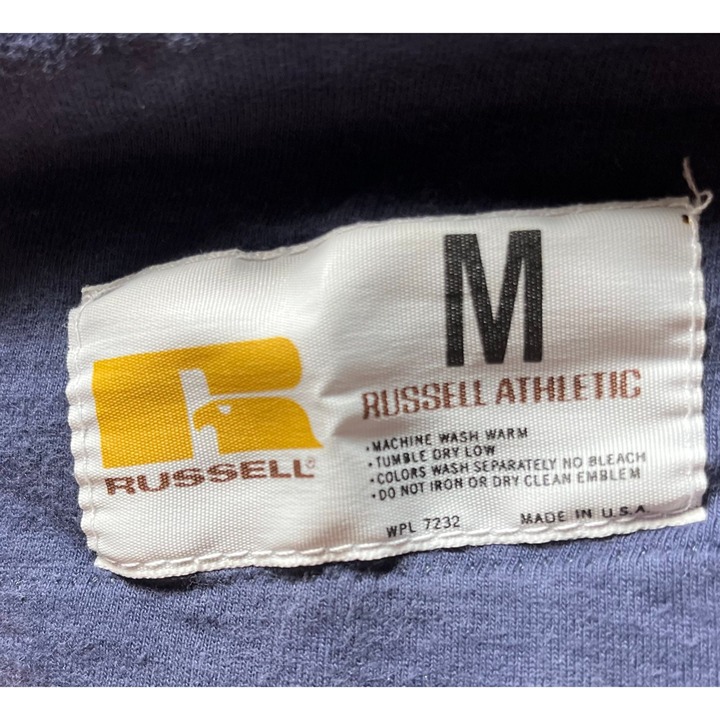 M
RUSSELL ATHLETIC
RUSSELL®
•MACHINE WASH WARM
•TUMBLE DRY LOW
•COLORS WASH SEPARATELY NO BLEACH
•DO NOT IRON OR DRY CLEAN EMBLEM
WPL 7232 MADE IN U.S.A.